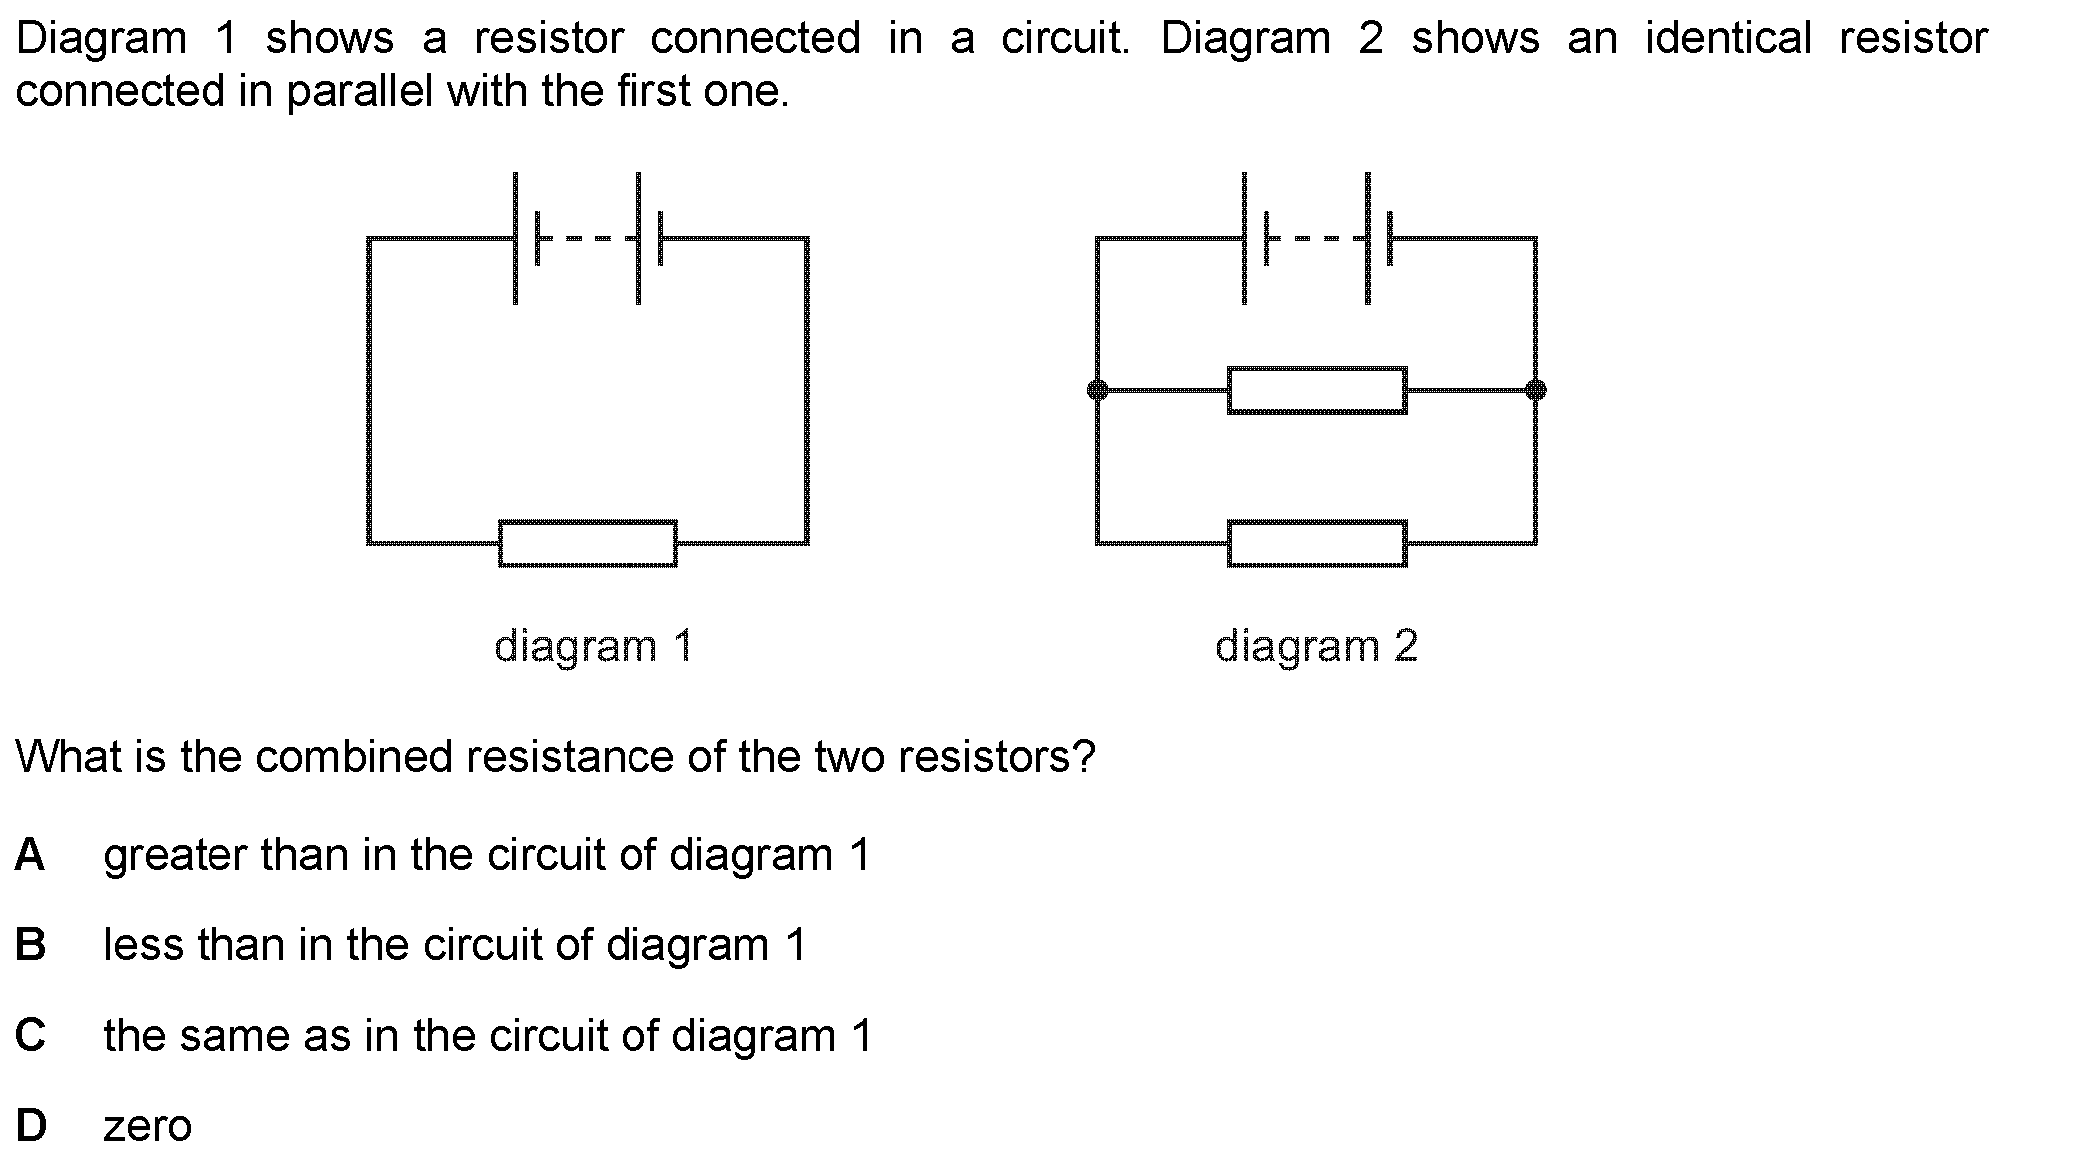 Diagram 1 shows a resistor connected in a circuit. Diagram 2 shows an identical resistor
connected in parallel with the first one.
diagram 1
diagram 2
What is the combined resistance of the two resistors?
A greater than in the circuit of diagram 1
B less than in the circuit of diagram 1
C the same as in the circuit of diagram 1
D zero